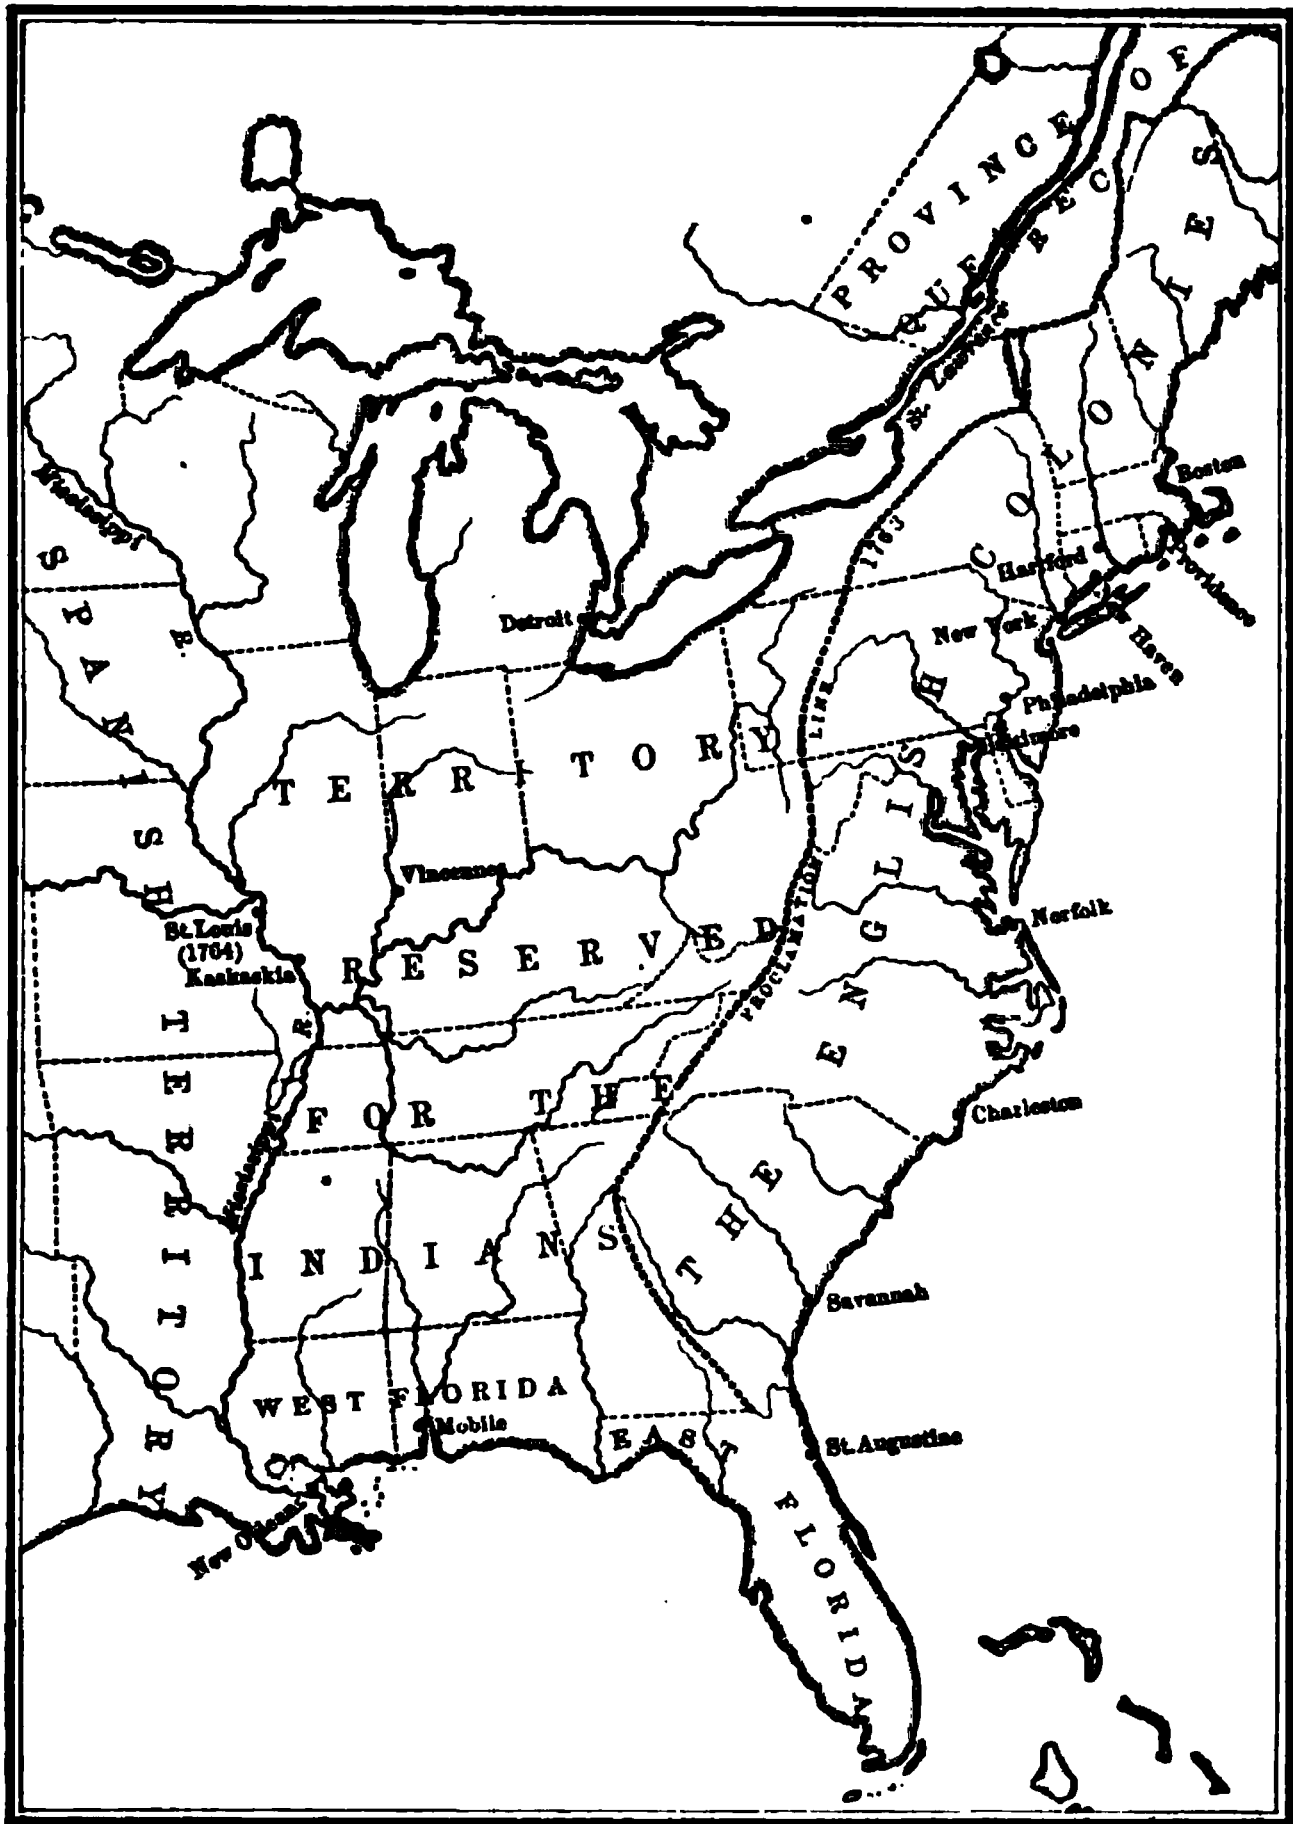 PROVINCE OF
QUEBEC
St. Lawrence
THE ENGLISH COLONIES
Boston
Providence
Hartford
Haven
New York
Philadelphia
Baltimore
Norfolk
Charleston
Savannah
St. Augustine
PROCLAMATION LINE 1763
Mississippi
R.
SPANISH TERRITORY
Detroit
TERRITORY
Vincennes
St. Louis
(1764)
Kaskaskia
RESERVED
R.
FOR THE
Mississippi
INDIANS
WEST FLORIDA
Mobile
EAST FLORIDA
New Orleans